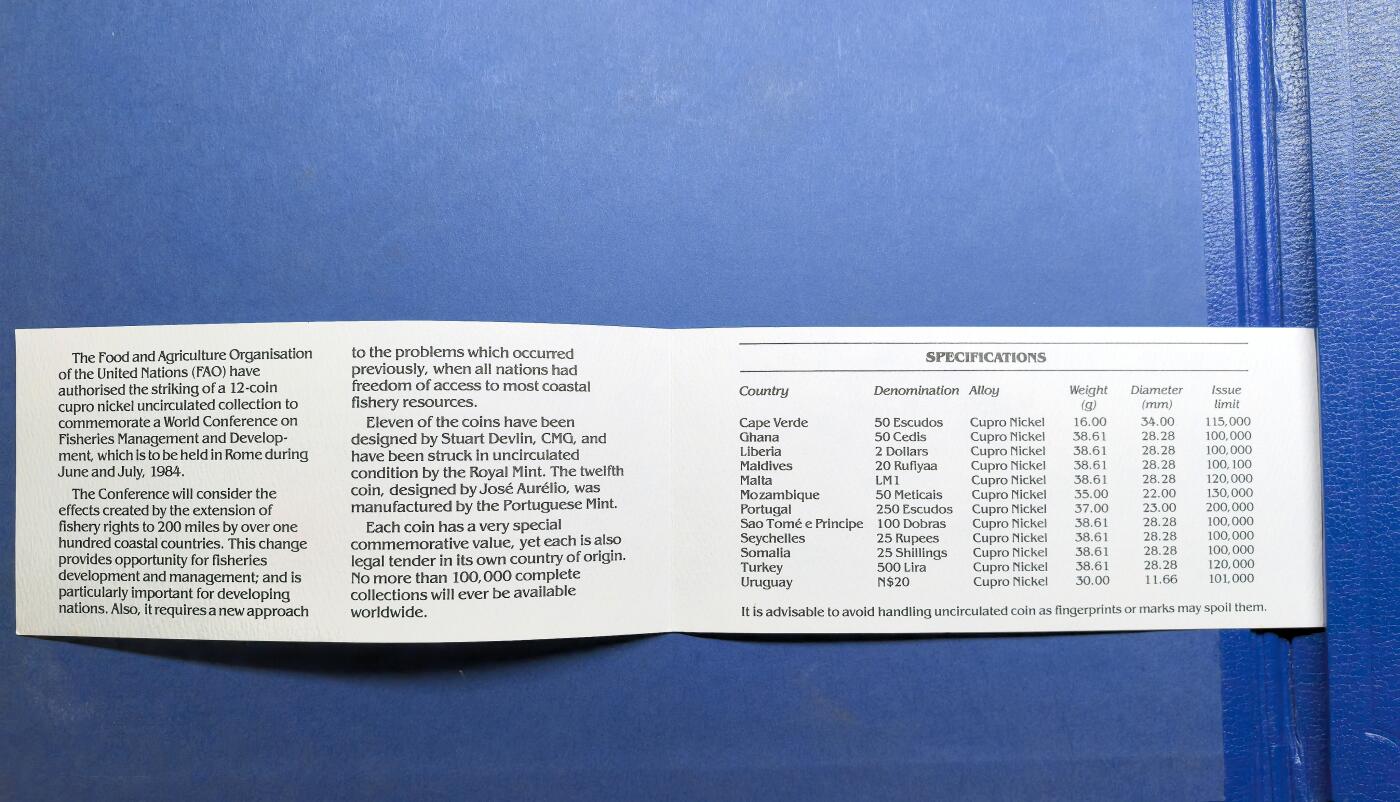 The Food and Agriculture Organisation
of the United Nations (FAO) have
authorised the striking of a 12-coin
cupro nickel uncirculated collection to
commemorate a World Conference on
Fisheries Management and Develop-
ment, which is to be held in Rome during
June and July, 1984.
The Conference will consider the
effects created by the extension of
fishery rights to 200 miles by over one
hundred coastal countries. This change
provides opportunity for fisheries
development and management; and is
particularly important for developing
nations. Also, it requires a new approach
to the problems which occurred
previously, when all nations had
freedom of access to most coastal
fishery resources.
Eleven of the coins have been
designed by Stuart Devlin, CMG, and
have been struck in uncirculated
condition by the Royal Mint. The twelfth
coin, designed by José Aurélio, was
manufactured by the Portuguese Mint.
Each coin has a very special
commemorative value, yet each is also
legal tender in its own country of origin.
No more than 100,000 complete
collections will ever be available
worldwide.
SPECIFICATIONS
Country Denomination Alloy Weight Diameter Issue
(g) (mm) limit
Cape Verde 50 Escudos Cupro Nickel 16.00 34.00 115,000
Ghana 50 Cedis Cupro Nickel 38.61 28.28 100,000
Liberia 2 Dollars Cupro Nickel 38.61 28.28 100,000
Maldives 20 Rufiyaa Cupro Nickel 38.61 28.28 100,100
Malta LM1 Cupro Nickel 38.61 28.28 120,000
Mozambique 50 Meticais Cupro Nickel 35.00 22.00 130,000
Portugal 250 Escudos Cupro Nickel 37.00 23.00 200,000
Sao Tomé e Principe 100 Dobras Cupro Nickel 38.61 28.28 100,000
Seychelles 25 Rupees Cupro Nickel 38.61 28.28 100,000
Somalia 25 Shillings Cupro Nickel 38.61 28.28 100,000
Turkey 500 Lira Cupro Nickel 38.61 28.28 120,000
Uruguay N$20 Cupro Nickel 30.00 11.66 101,000
It is advisable to avoid handling uncirculated coin as fingerprints or marks may spoil them.